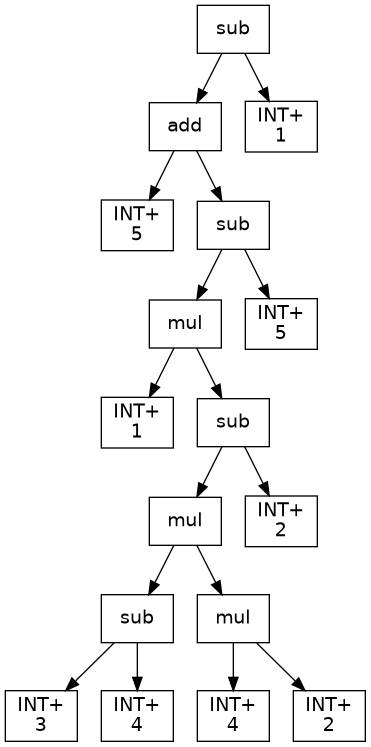 sub
add
INT+
1
INT+
5
sub
mul
INT+
5
INT+
1
sub
mul
INT+
2
sub
mul
INT+
3
INT+
4
INT+
4
INT+
2